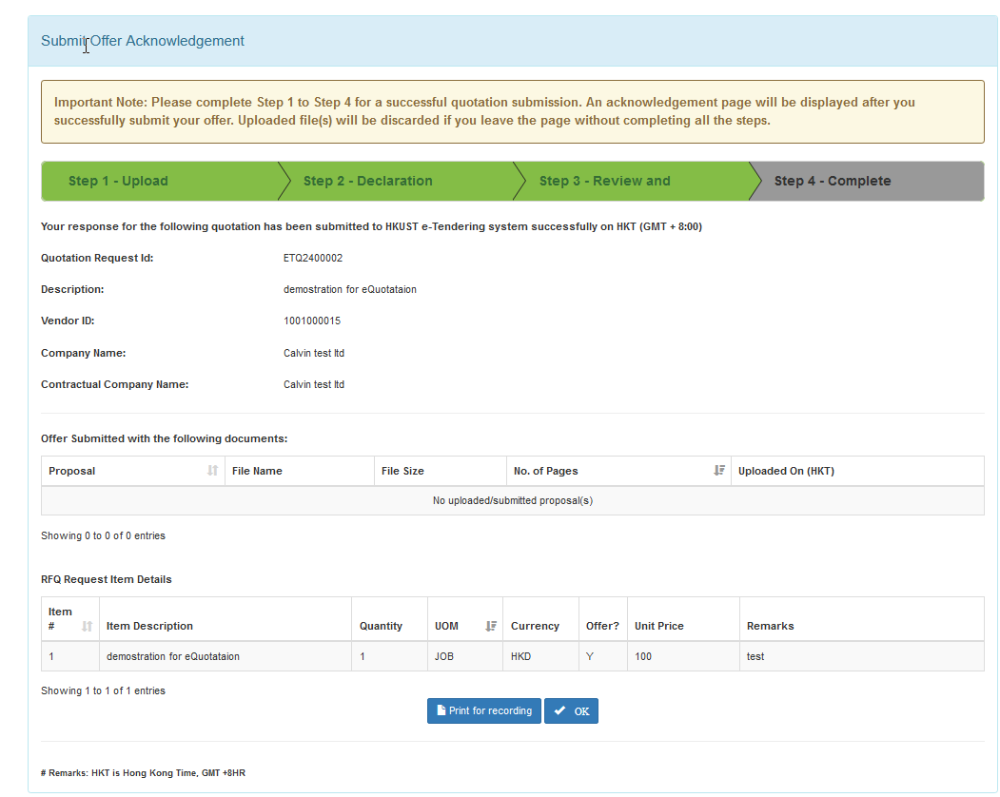 Submit Offer Acknowledgement
Important Note: Please complete Step 1 to Step 4 for a successful quotation submission. An acknowledgement page will be displayed after you
successfully submit your offer. Uploaded file(s) will be discarded if you leave the page without completing all the steps.
Step 1 - Upload Step 2 - Declaration Step 3 - Review and Step 4 - Complete
Your response for the following quotation has been submitted to HKUST e-Tendering system successfully on HKT (GMT + 8:00)
Quotation Request Id: ETQ2400002
Description: demostration for eQuotataion
Vendor ID: 1001000015
Company Name: Calvin test ltd
Contractual Company Name: Calvin test ltd
Offer Submitted with the following documents:
Proposal File Name File Size No. of Pages Uploaded On (HKT)
No uploaded/submitted proposal(s)
Showing 0 to 0 of 0 entries
RFQ Request Item Details
Item
# Item Description Quantity UOM Currency Offer? Unit Price Remarks
1 demostration for eQuotataion 1 JOB HKD Y 100 test
Showing 1 to 1 of 1 entries
Print for recording OK
# Remarks: HKT is Hong Kong Time, GMT +8HR